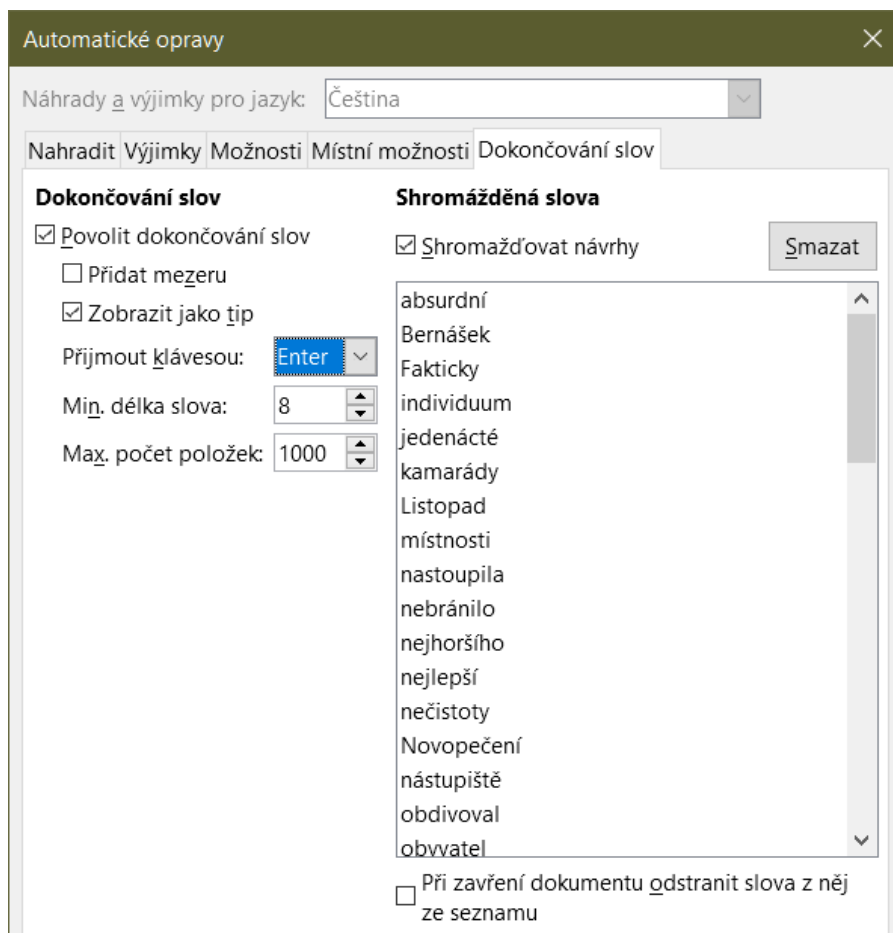 Automatické opravy
Náhrady a výjimky pro jazyk: Čeština
Nahradit Výjimky Možnosti Místní možnosti Dokončování slov
Dokončování slov
Povolit dokončování slov
Přidat mezeru
Zobrazit jako tip
Přijmout klávesou: Enter
Min. délka slova: 8
Max. počet položek: 1000
Shromážděná slova
Shromažďovat návrhy
Smazat
absurdní
Bernášek
Fakticky
individuum
jedenácté
kamarády
Listopad
místnosti
nastoupila
nebránilo
nejhoršího
nejlepší
nečistoty
Novopečení
nástupiště
obdivoval
obyvatel
Při zavření dokumentu odstranit slova z něj
ze seznamu